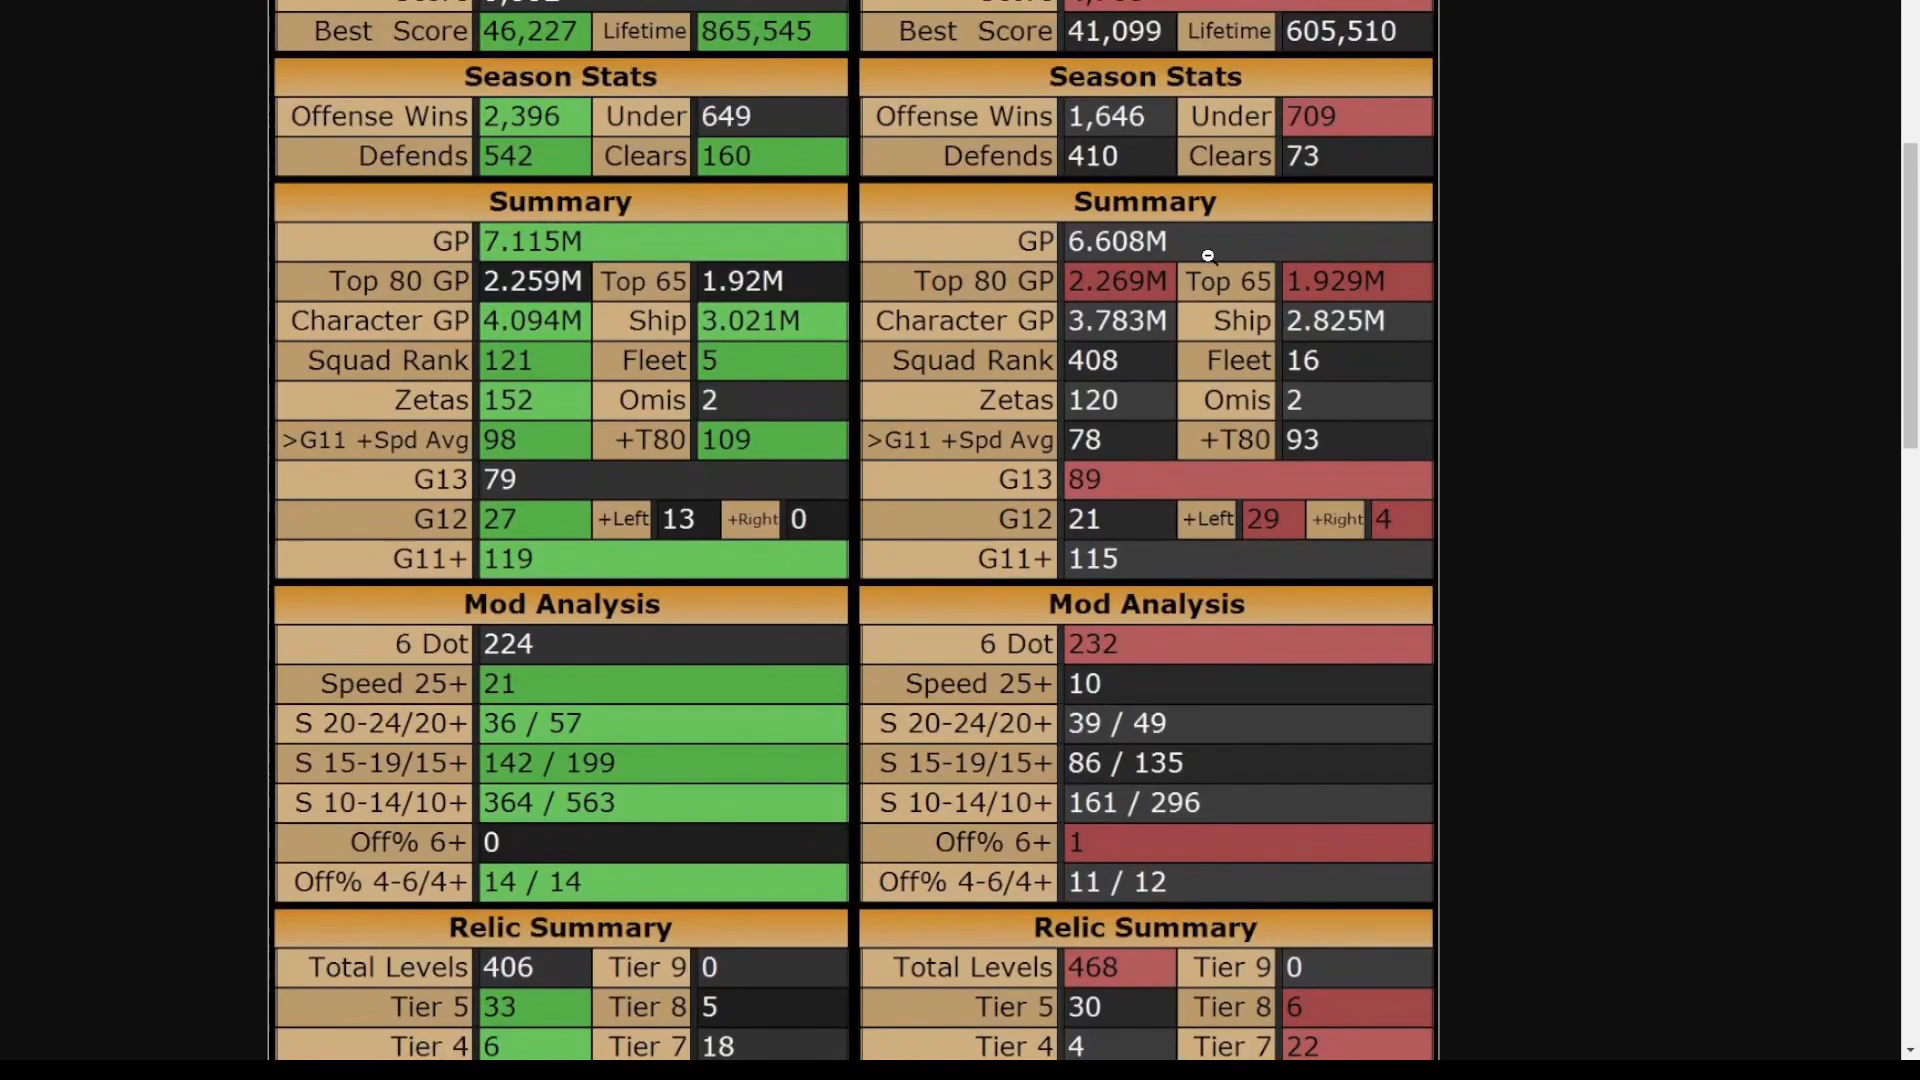 Best Score 46,227 Lifetime 865,545
Season Stats
Offense Wins 2,396 Under 649
Defends 542 Clears 160
Summary
GP 7.115M
Top 80 GP 2.259M Top 65 1.92M
Character GP 4.094M Ship 3.021M
Squad Rank 121 Fleet 5
Zetas 152 Omis 2
>G11 +Spd Avg 98 +T80 109
G13 79
G12 27 +Left 13 +Right 0
G11+ 119
Mod Analysis
6 Dot 224
Speed 25+ 21
S 20-24/20+ 36 / 57
S 15-19/15+ 142 / 199
S 10-14/10+ 364 / 563
Off% 6+ 0
Off% 4-6/4+ 14 / 14
Relic Summary
Total Levels 406 Tier 9 0
Tier 5 33 Tier 8 5
Tier 4 6 Tier 7 18
Best Score 41,099 Lifetime 605,510
Season Stats
Offense Wins 1,646 Under 709
Defends 410 Clears 73
Summary
GP 6.608M
Top 80 GP 2.269M Top 65 1.929M
Character GP 3.783M Ship 2.825M
Squad Rank 408 Fleet 16
Zetas 120 Omis 2
>G11 +Spd Avg 78 +T80 93
G13 89
G12 21 +Left 29 +Right 4
G11+ 115
Mod Analysis
6 Dot 232
Speed 25+ 10
S 20-24/20+ 39 / 49
S 15-19/15+ 86 / 135
S 10-14/10+ 161 / 296
Off% 6+ 1
Off% 4-6/4+ 11 / 12
Relic Summary
Total Levels 468 Tier 9 0
Tier 5 30 Tier 8 6
Tier 4 4 Tier 7 22